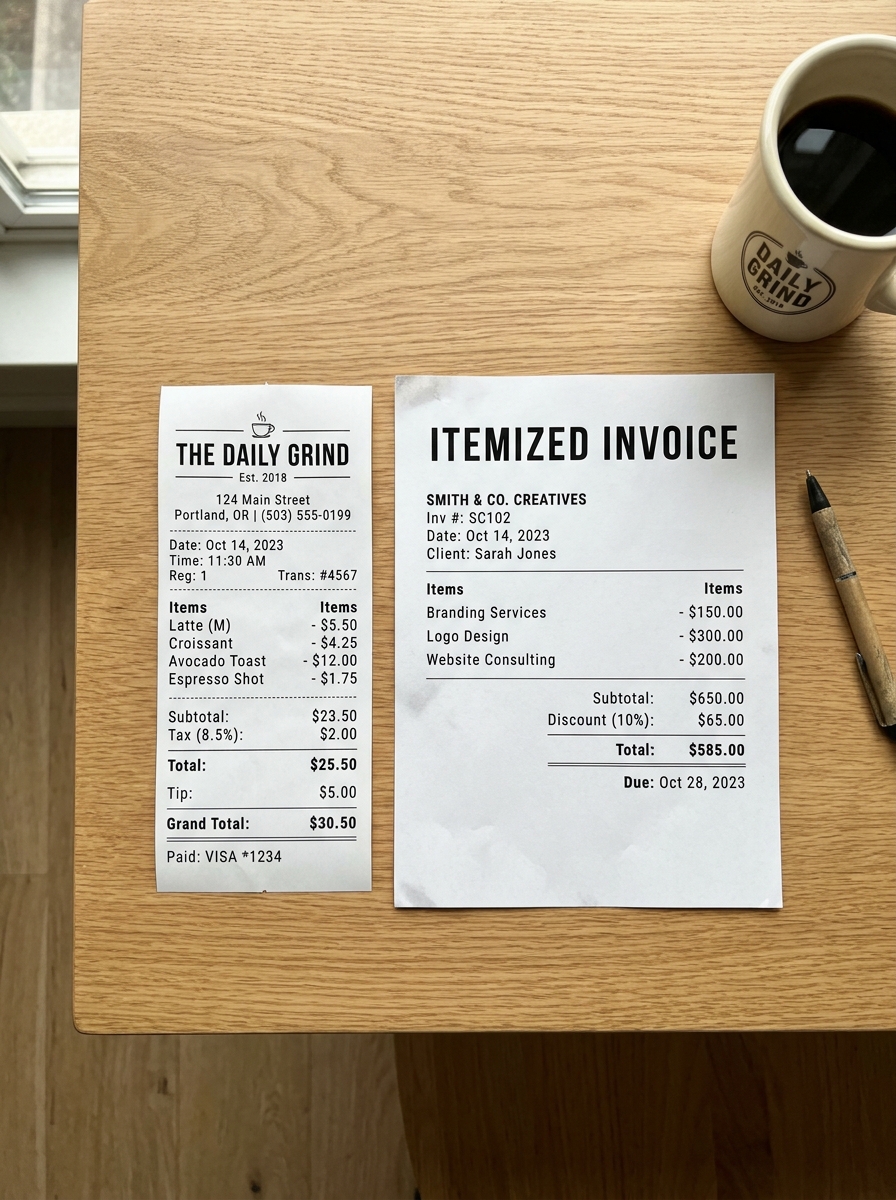 DAILY
GRIND
THE DAILY GRIND
Est. 2018
124 Main Street
Portland, OR | (503) 555-0199
Date: Oct 14, 2023
Time: 11:30 AM
Reg: 1 Trans: #4567
Items Items
Latte (M) - $5.50
Croissant - $4.25
Avocado Toast - $12.00
Espresso Shot - $1.75
Subtotal: $23.50
Tax (8.5%): $2.00
Total: $25.50
Tip: $5.00
Grand Total: $30.50
Paid: VISA *1234
ITEMIZED INVOICE
SMITH & CO. CREATIVES
Inv #: SC102
Date: Oct 14, 2023
Client: Sarah Jones
Items Items
Branding Services - $150.00
Logo Design - $300.00
Website Consulting - $200.00
Subtotal: $650.00
Discount (10%): $65.00
Total: $585.00
Due: Oct 28, 2023